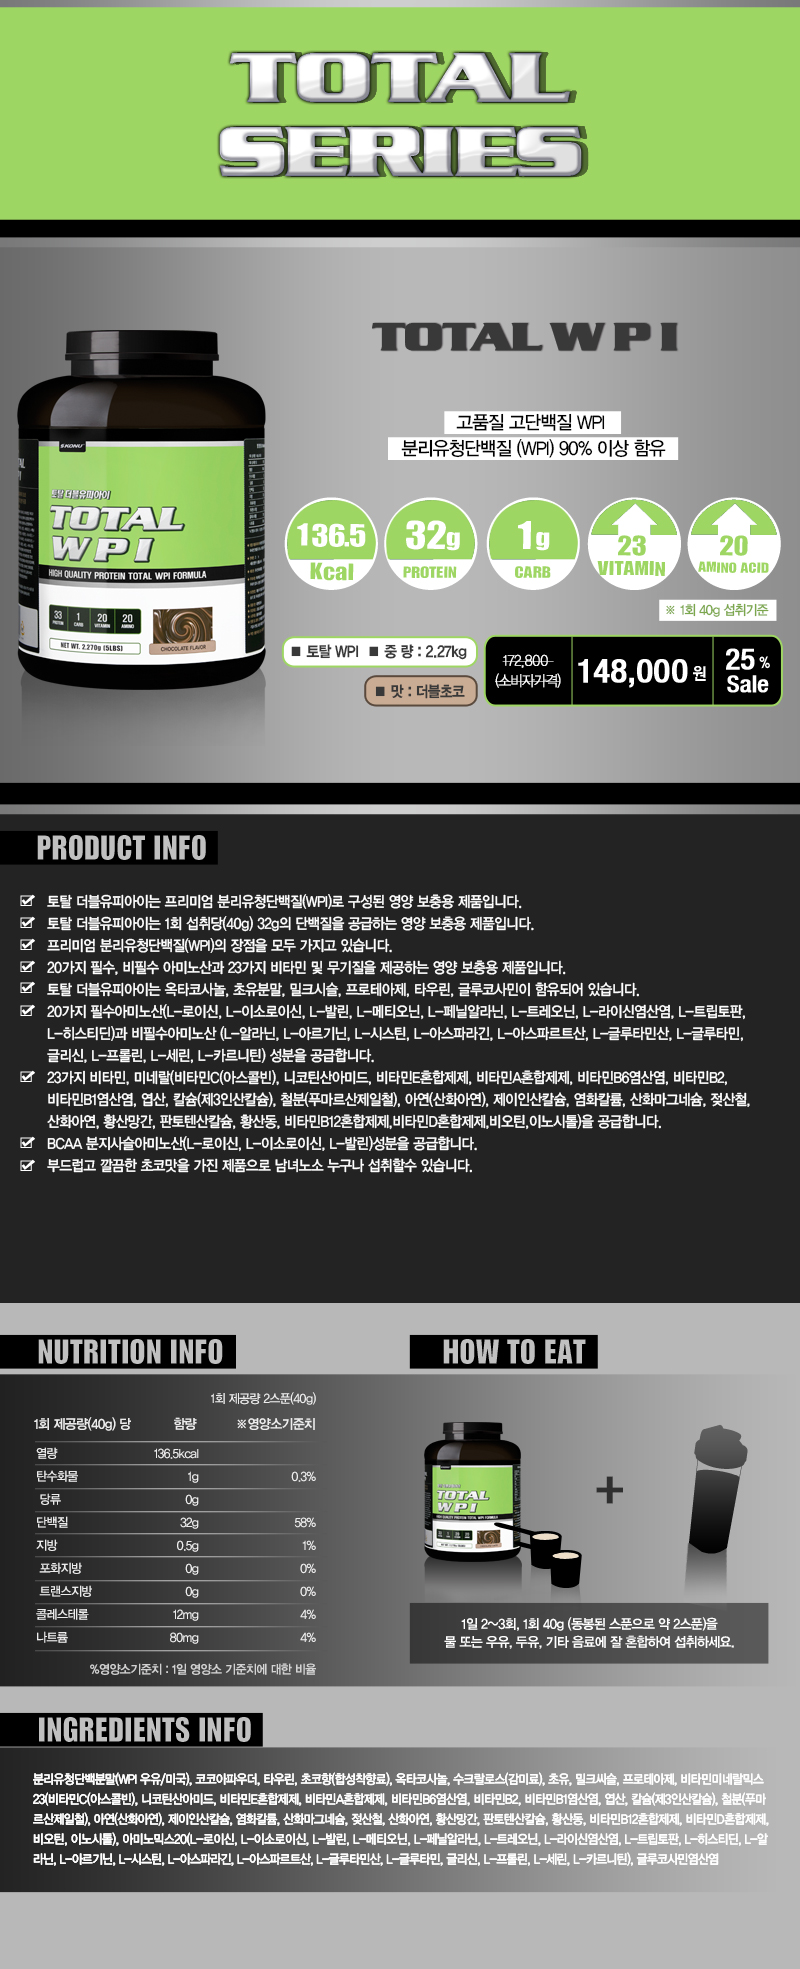 TOTAL
SERIES
TOTAL WPI
고품질 고단백질 WPI
분리유청단백질 (WPI) 90% 이상 함유
136.5 Kcal
32g PROTEIN
1g CARB
23 VITAMIN
20 AMINO ACID
※ 1회 40g 섭취기준
SKONU
토탈 더블유피아이
TOTAL
WPI
HIGH QUALITY PROTEIN TOTAL WPI FORMULA
33 PROTEIN 1 CARB 20 VITAMIN 20 AMINO
NET WT. 2.270g (5LBS)
CHOCOLATE FLAVOR
■ 토탈 WPI ■ 중 량 : 2.27kg
■ 맛 : 더블초코
172,800
(소비자가격)
148,000 원
25 %
Sale
PRODUCT INFO
토탈 더블유피아이는 프리미엄 분리유청단백질(WPI)로 구성된 영양 보충용 제품입니다.
토탈 더블유피아이는 1회 섭취당(40g) 32g의 단백질을 공급하는 영양 보충용 제품입니다.
프리미엄 분리유청단백질(WPI)의 장점을 모두 가지고 있습니다.
20가지 필수, 비필수 아미노산과 23가지 비타민 및 무기질을 제공하는 영양 보충용 제품입니다.
토탈 더블유피아이는 옥타코사놀, 초유분말, 밀크시슬, 프로테아제, 타우린, 글루코사민이 함유되어 있습니다.
20가지 필수아미노산(L-로이신, L-이소로이신, L-발린, L-메티오닌, L-페닐알라닌, L-트레오닌, L-라이신염산염, L-트립토판,
L-히스티딘)과 비필수아미노산 (L-알라닌, L-아르기닌, L-시스틴, L-아스파라긴, L-아스파르트산, L-글루타민산, L-글루타민,
글리신, L-프롤린, L-세린, L-카르니틴) 성분을 공급합니다.
23가지 비타민, 미네랄(비타민C(아스콜빈), 니코틴산아미드, 비타민E혼합제제, 비타민A혼합제제, 비타민B6염산염, 비타민B2,
비타민B1염산염, 엽산, 칼슘(제3인산칼슘), 철분(푸마르산제일철), 아연(산화아연), 제이인산칼슘, 염화칼륨, 산화마그네슘, 젖산철,
산화아연, 황산망간, 판토텐산칼슘, 황산동, 비타민B12혼합제제,비타민D혼합제제,비오틴,이노시톨)을 공급합니다.
BCAA 분지사슬아미노산(L-로이신, L-이소로이신, L-발린)성분을 공급합니다.
부드럽고 깔끔한 초코맛을 가진 제품으로 남녀노소 누구나 섭취할수 있습니다.
NUTRITION INFO
1회 제공량 2스푼(40g)
1회 제공량(40g) 당 함량 ※영양소기준치
열량 136.5kcal
탄수화물 1g 0.3%
당류 0g
단백질 32g 58%
지방 0.5g 1%
포화지방 0g 0%
트랜스지방 0g 0%
콜레스테롤 12mg 4%
나트륨 80mg 4%
%영양소기준치 : 1일 영양소 기준치에 대한 비율
HOW TO EAT
TOTAL
WPI
+
1일 2~3회, 1회 40g (동봉된 스푼으로 약 2스푼)을
물 또는 우유, 두유, 기타 음료에 잘 혼합하여 섭취하세요.
INGREDIENTS INFO
분리유청단백분말(WPI 우유/미국), 코코아파우더, 타우린, 초코향(합성착향료), 옥타코사놀, 수크랄로스(감미료), 초유, 밀크씨슬, 프로테아제, 비타민미네랄믹스
23(비타민C(아스콜빈), 니코틴산아미드, 비타민E혼합제제, 비타민A혼합제제, 비타민B6염산염, 비타민B2, 비타민B1염산염, 엽산, 칼슘(제3인산칼슘), 철분(푸마
르산제일철), 아연(산화아연), 제이인산칼슘, 염화칼륨, 산화마그네슘, 젖산철, 산화아연, 황산망간, 판토텐산칼슘, 황산동, 비타민B12혼합제제, 비타민D혼합제제,
비오틴, 이노시톨), 아미노믹스20(L-로이신, L-이소로이신, L-발린, L-메티오닌, L-페닐알라닌, L-트레오닌, L-라이신염산염, L-트립토판, L-히스티딘, L-알
라닌, L-아르기닌, L-시스틴, L-아스파라긴, L-아스파르트산, L-글루타민산, L-글루타민, 글리신, L-프롤린, L-세린, L-카르니틴), 글루코사민염산염